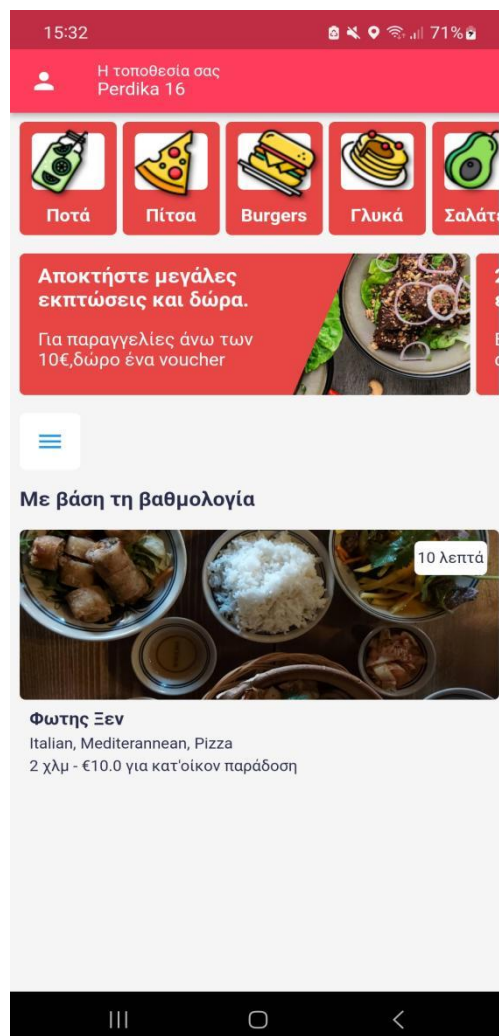 15:32 71%
Η τοποθεσία σας
Perdika 16
Ποτά Πίτσα Burgers Γλυκά
Αποκτήστε μεγάλες
εκπτώσεις και δώρα.
Για παραγγελίες άνω των
10€,δώρο ένα voucher
Με βάση τη βαθμολογία
10 λεπτά
Φωτης Ξεν
Italian, Mediterannean, Pizza
2 χλμ - €10.0 για κατ'οίκον παράδοση